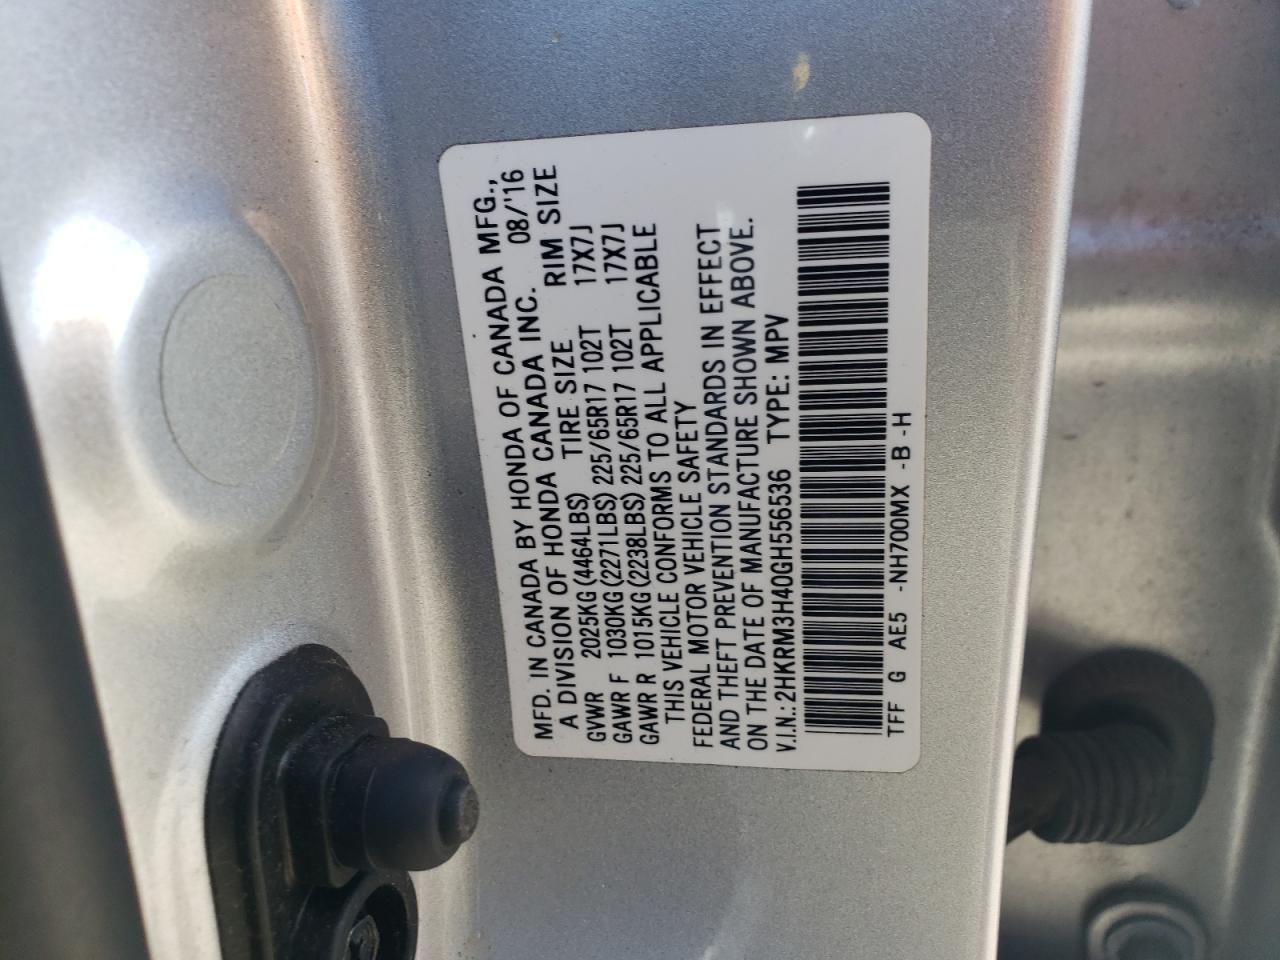 MFD. IN CANADA BY HONDA OF CANADA MFG.,
A DIVISION OF HONDA CANADA INC. 08/'16
GVWR 2025KG(4464LBS) TIRE SIZE RIM SIZE
GAWR F 1030KG(2271LBS) 225/65R17 102T 17X7J
GAWR R 1015KG(2238LBS) 225/65R17 102T 17X7J
THIS VEHICLE CONFORMS TO ALL APPLICABLE
FEDERAL MOTOR VEHICLE SAFETY
AND THEFT PREVENTION STANDARDS IN EFFECT
ON THE DATE OF MANUFACTURE SHOWN ABOVE.
V.I.N.: 2HKRM3H40GH556536 TYPE: MPV
TFF G AE5 -NH700MX -B -H